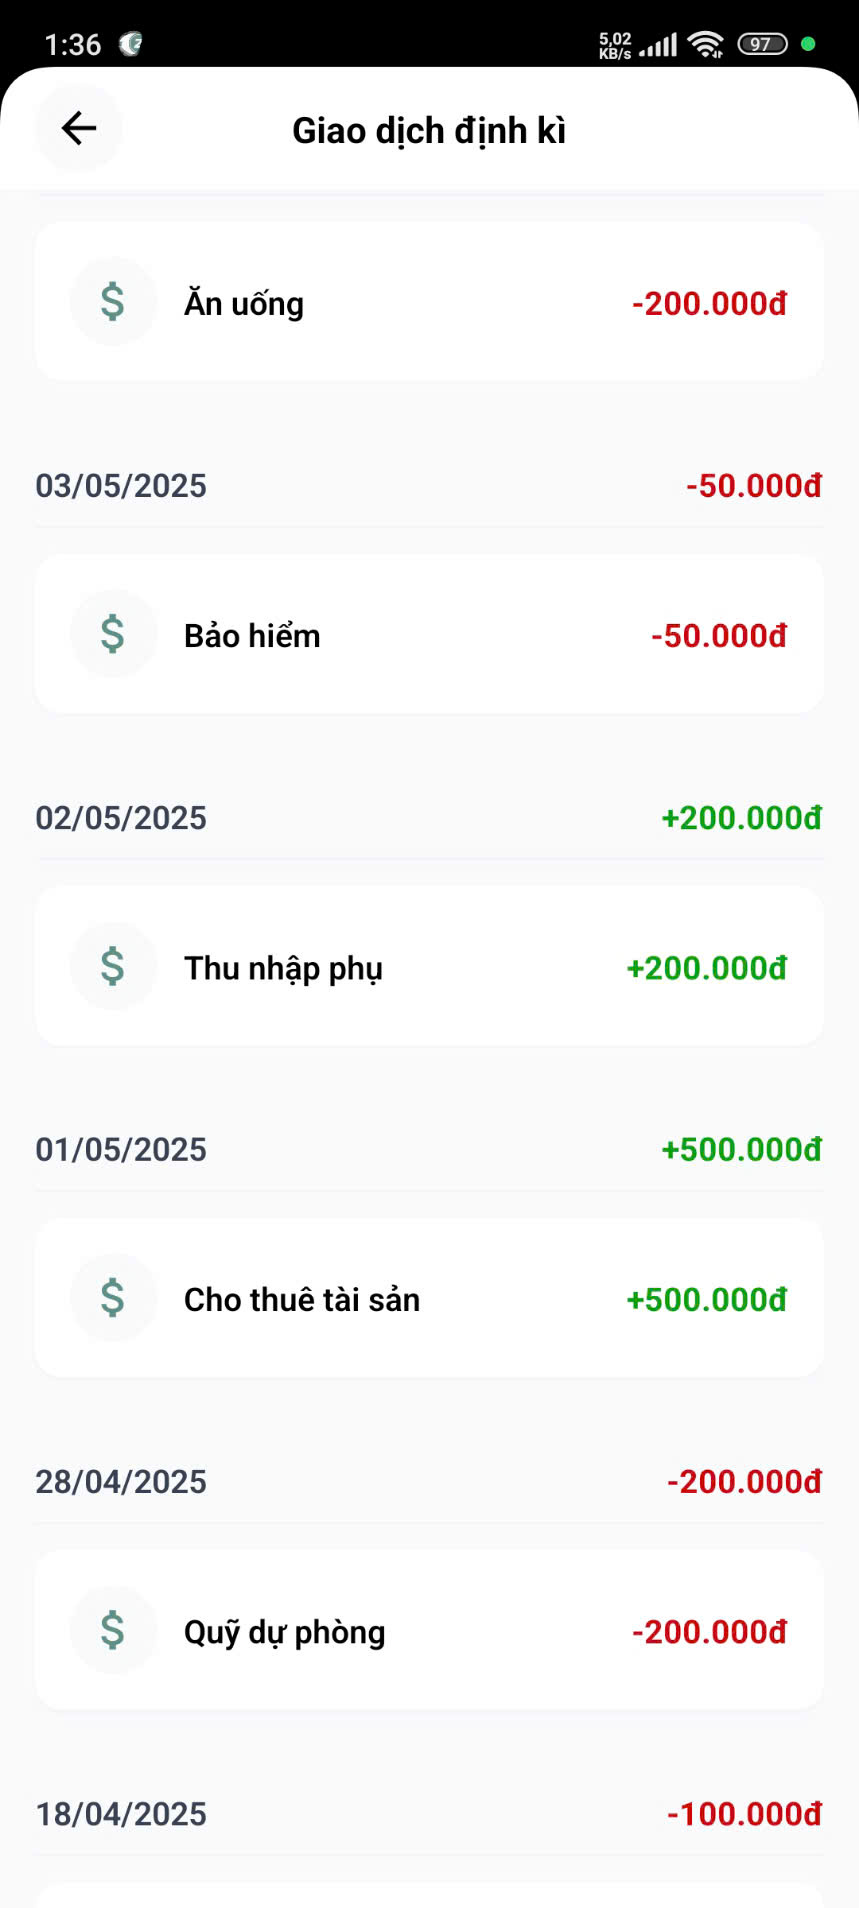 1:36
5,02
KB/s
97
Giao dịch định kì
$ Ăn uống -200.000đ
03/05/2025 -50.000đ
$ Bảo hiểm -50.000đ
02/05/2025 +200.000đ
$ Thu nhập phụ +200.000đ
01/05/2025 +500.000đ
$ Cho thuê tài sản +500.000đ
28/04/2025 -200.000đ
$ Quỹ dự phòng -200.000đ
18/04/2025 -100.000đ